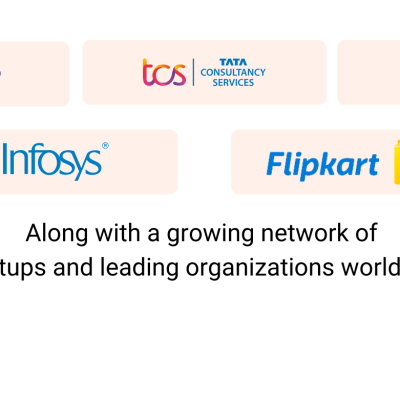 tcs TATA
CONSULTANCY
SERVICES
Infosys®
Flipkart
Along with a growing network of
tups and leading organizations world